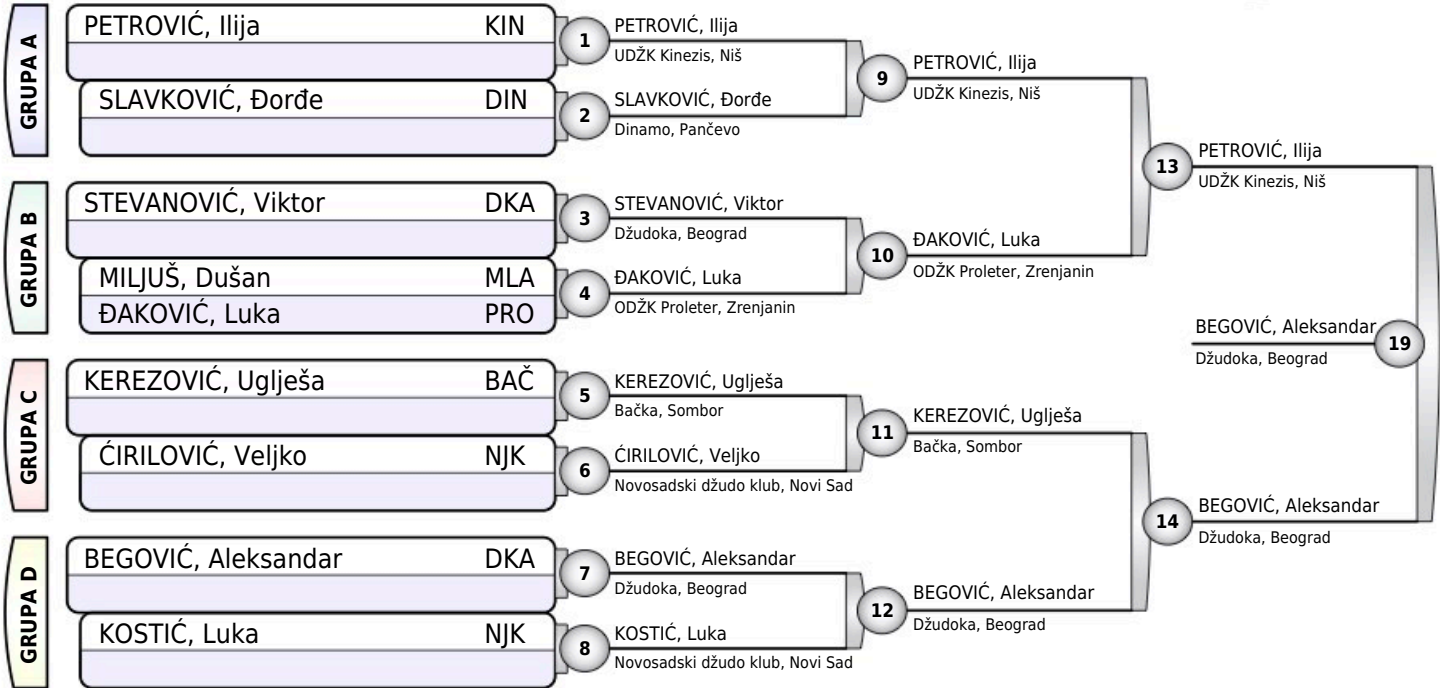 GRUPA A
PETROVIĆ, Ilija KIN
SLAVKOVIĆ, Đorđe DIN
GRUPA B
STEVANOVIĆ, Viktor DKA
MILJUŠ, Dušan MLA
ĐAKOVIĆ, Luka PRO
GRUPA C
KEREZOVIĆ, Uglješa BAČ
ĆIRILOVIĆ, Veljko NJK
GRUPA D
BEGOVIĆ, Aleksandar DKA
KOSTIĆ, Luka NJK
1
PETROVIĆ, Ilija
UDŽK Kinezis, Niš
2
SLAVKOVIĆ, Đorđe
Dinamo, Pančevo
3
STEVANOVIĆ, Viktor
Džudoka, Beograd
4
ĐAKOVIĆ, Luka
ODŽK Proleter, Zrenjanin
5
KEREZOVIĆ, Uglješa
Bačka, Sombor
6
ĆIRILOVIĆ, Veljko
Novosadski džudo klub, Novi Sad
7
BEGOVIĆ, Aleksandar
Džudoka, Beograd
8
KOSTIĆ, Luka
Novosadski džudo klub, Novi Sad
9
PETROVIĆ, Ilija
UDŽK Kinezis, Niš
10
ĐAKOVIĆ, Luka
ODŽK Proleter, Zrenjanin
11
KEREZOVIĆ, Uglješa
Bačka, Sombor
12
BEGOVIĆ, Aleksandar
Džudoka, Beograd
13
PETROVIĆ, Ilija
UDŽK Kinezis, Niš
14
BEGOVIĆ, Aleksandar
Džudoka, Beograd
BEGOVIĆ, Aleksandar
Džudoka, Beograd
19